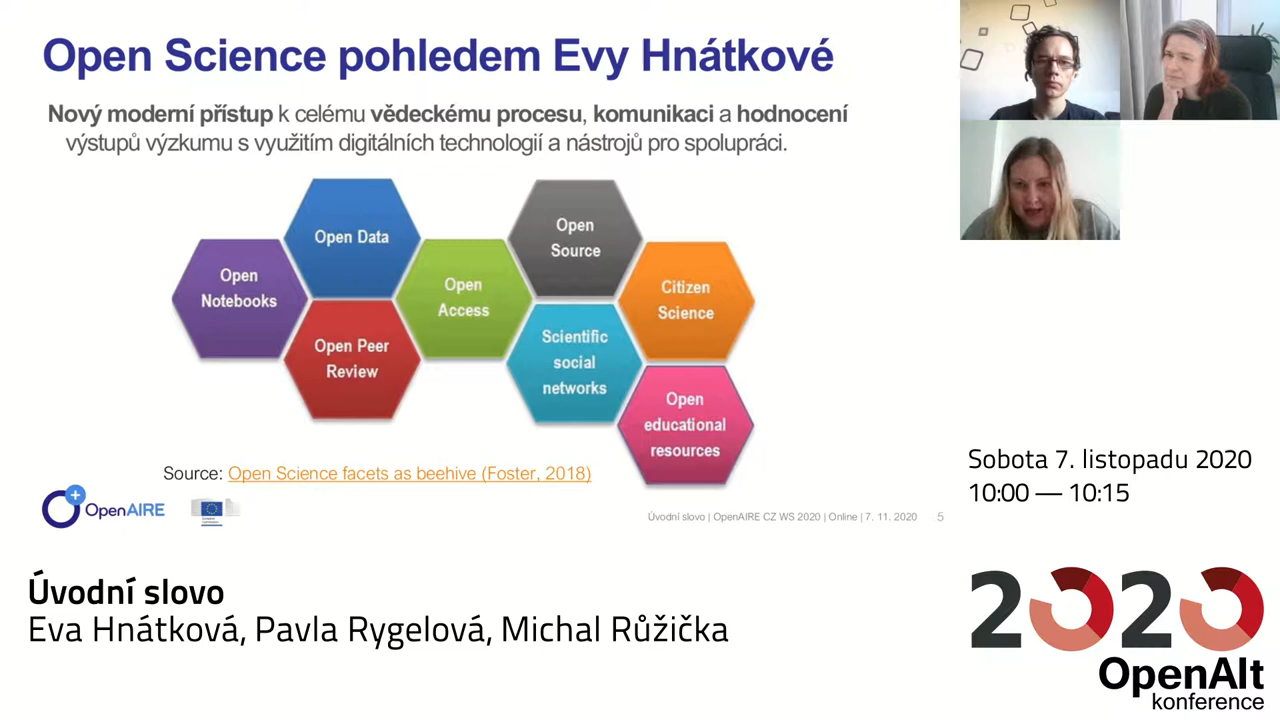 Open Science pohledem Evy Hnátkové
Nový moderní přístup k celému vědeckému procesu, komunikaci a hodnocení
výstupů výzkumu s využitím digitálních technologií a nástrojů pro spolupráci.
Open
Notebooks
Open Data
Open Peer
Review
Open
Access
Open
Source
Scientific
social
networks
Citizen
Science
Open
educational
resources
Source: Open Science facets as beehive (Foster, 2018)
OpenAIRE
Úvodní slovo | OpenAIRE CZ WS 2020 | Online | 7. 11. 2020 5
Sobota 7. listopadu 2020
10:00 — 10:15
Úvodní slovo
Eva Hnátková, Pavla Rygelová, Michal Růžička
2020
OpenAlt
konference